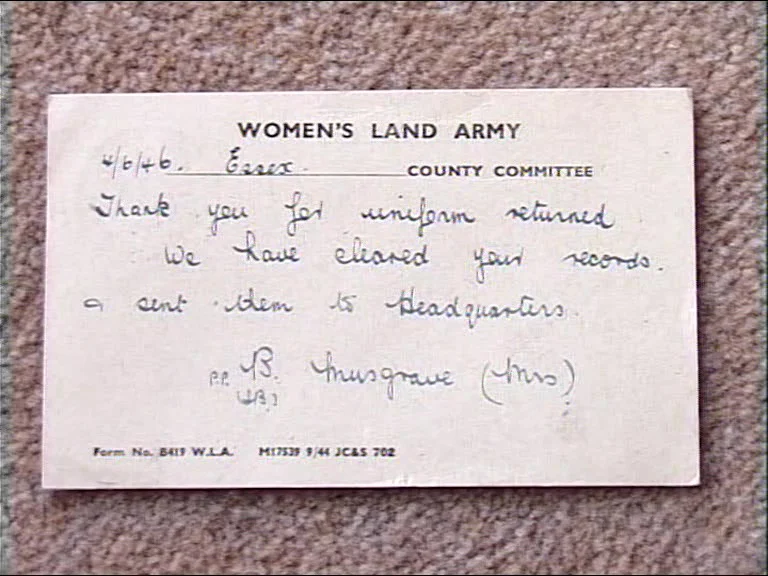 WOMEN'S LAND ARMY
4/6/46. Essex. COUNTY COMMITTEE
Thank you for uniform returned
We have cleared your records.
a sent them to Headquarters.
p.p. B. Musgrave (Mrs)
Form No. B419 W.L.A. M17539 9/44 JC&S 702